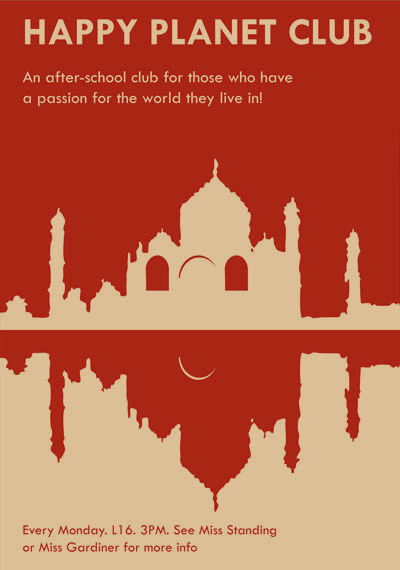 HAPPY PLANET CLUB
An after-school club for those who have
a passion for the world they live in!
Every Monday. L16. 3PM. See Miss Standing
or Miss Gardiner for more info